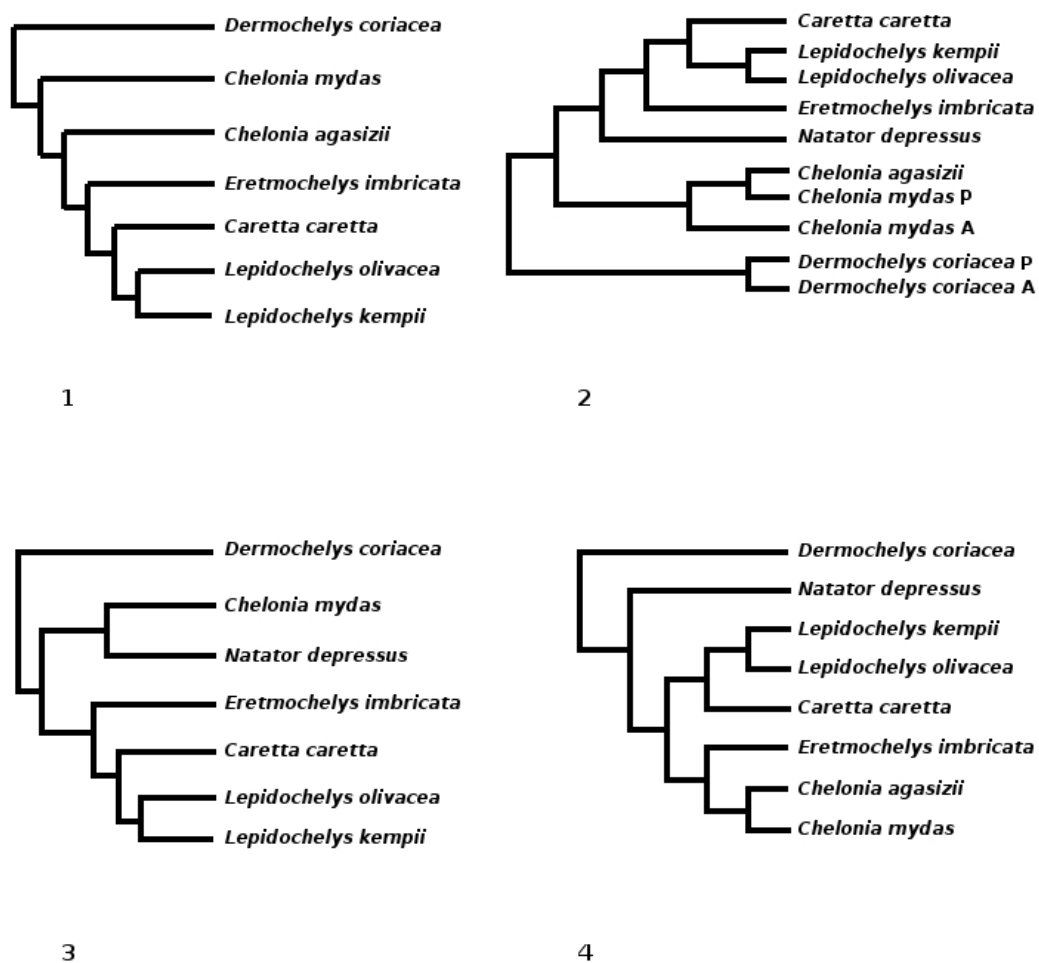 Dermochelys coriacea
Chelonia mydas
Chelonia agasizii
Eretmochelys imbricata
Caretta caretta
Lepidochelys olivacea
Lepidochelys kempii
1
Caretta caretta
Lepidochelys kempii
Lepidochelys olivacea
Eretmochelys imbricata
Natator depressus
Chelonia agasizii
Chelonia mydas P
Chelonia mydas A
Dermochelys coriacea P
Dermochelys coriacea A
2
Dermochelys coriacea
Chelonia mydas
Natator depressus
Eretmochelys imbricata
Caretta caretta
Lepidochelys olivacea
Lepidochelys kempii
3
Dermochelys coriacea
Natator depressus
Lepidochelys kempii
Lepidochelys olivacea
Caretta caretta
Eretmochelys imbricata
Chelonia agasizii
Chelonia mydas
4